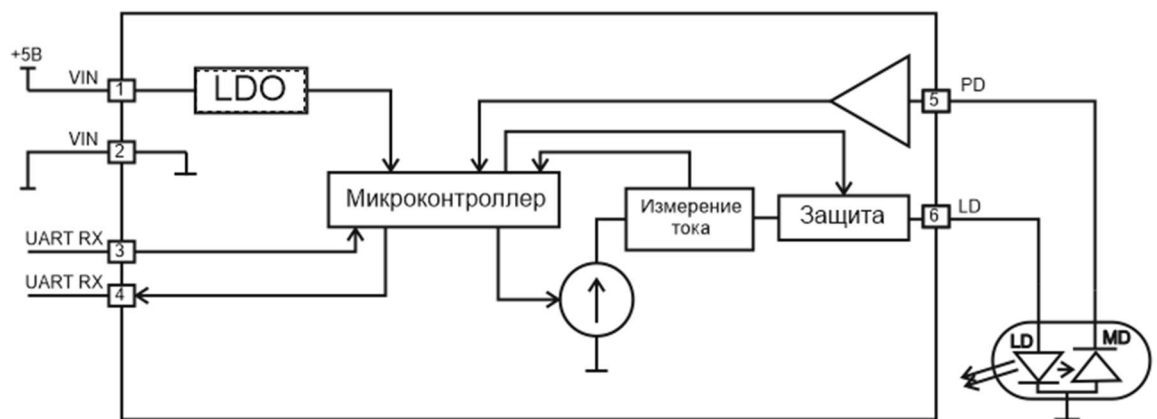 +5В
VIN
1
LDO
5
PD
VIN
2
Микроконтроллер
Измерение
тока
Защита
6
LD
UART RX
3
UART RX
4
LD
MD